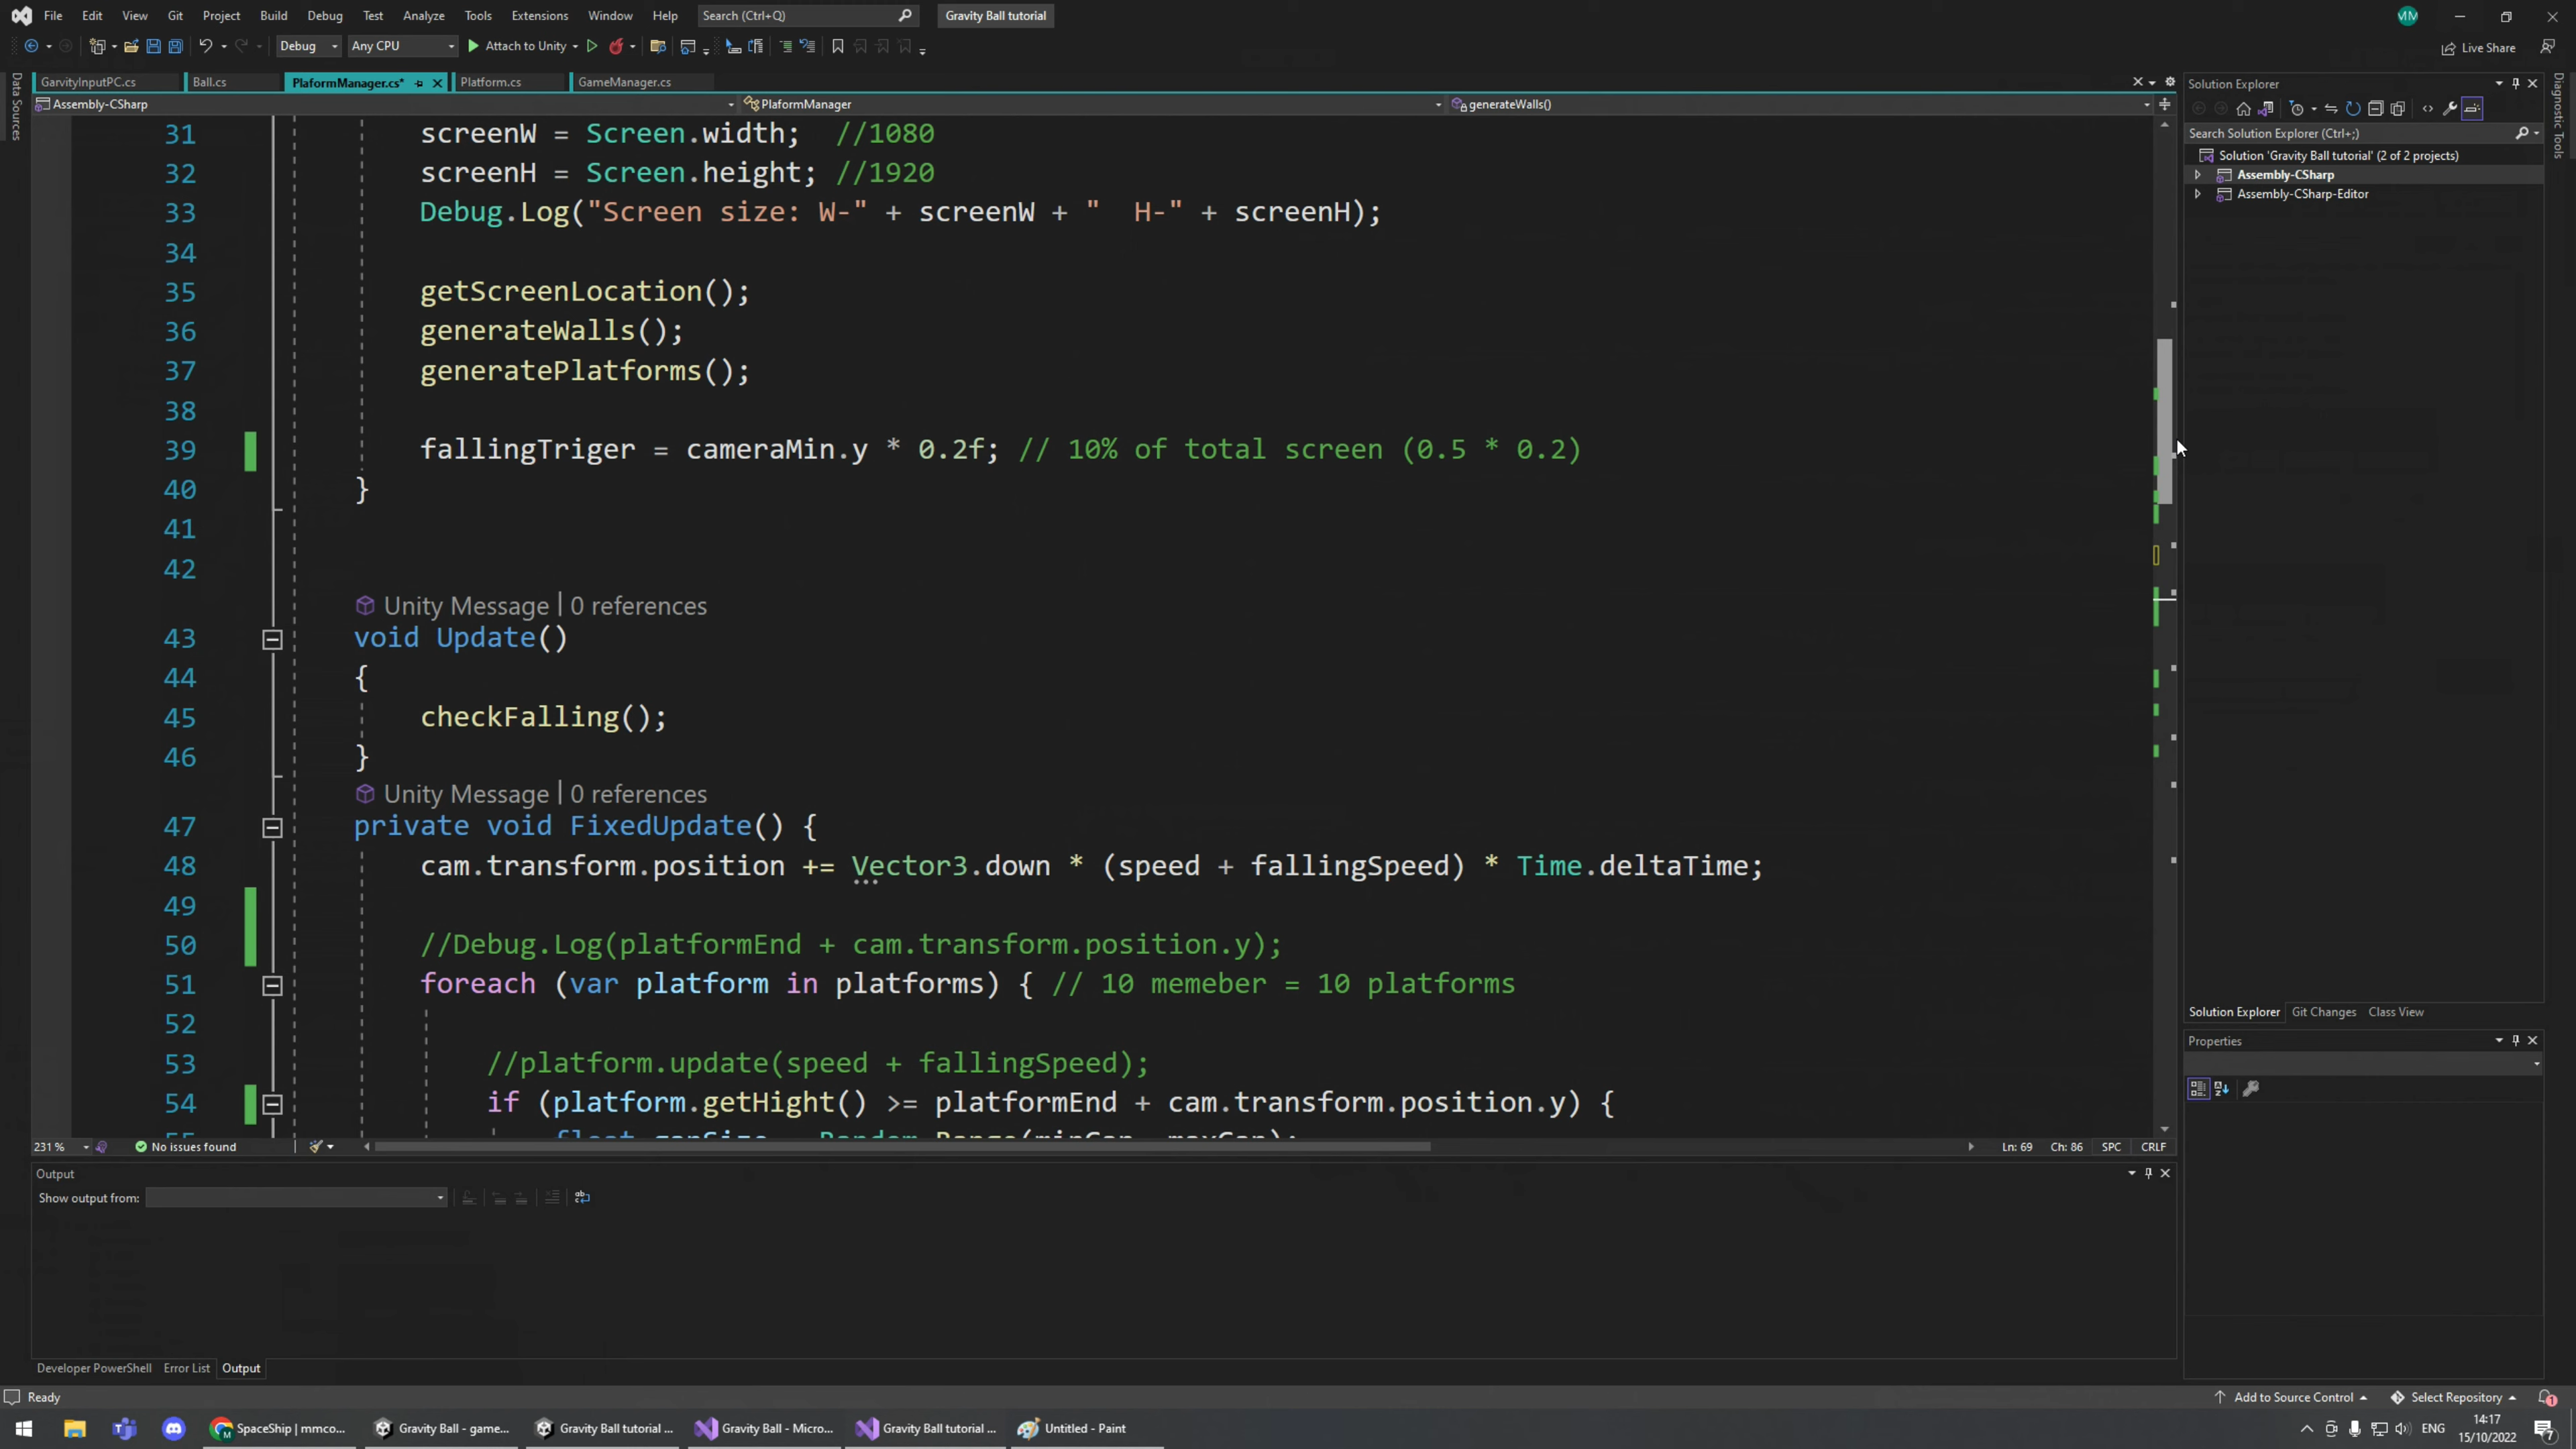 File Edit View Git Project Build Debug Test Analyze Tools Extensions Window Help Search (Ctrl+Q) Gravity Ball tutorial MM
Debug Any CPU Attach to Unity Live Share
GarvityInputPC.cs Ball.cs PlaformManager.cs* Platform.cs GameManager.cs
Assembly-CSharp PlaformManager generateWalls()
Data Sources
31 screenW = Screen.width; //1080
32 screenH = Screen.height; //1920
33 Debug.Log("Screen size: W-" + screenW + " H-" + screenH);
34
35 getScreenLocation();
36 generateWalls();
37 generatePlatforms();
38
39 fallingTriger = cameraMin.y * 0.2f; // 10% of total screen (0.5 * 0.2)
40 }
41
42
Unity Message | 0 references
43 void Update()
44 {
45 checkFalling();
46 }
Unity Message | 0 references
47 private void FixedUpdate() {
48 cam.transform.position += Vector3.down * (speed + fallingSpeed) * Time.deltaTime;
49
50 //Debug.Log(platformEnd + cam.transform.position.y);
51 foreach (var platform in platforms) { // 10 memeber = 10 platforms
52
53 //platform.update(speed + fallingSpeed);
54 if (platform.getHight() >= platformEnd + cam.transform.position.y) {
231 % No issues found Ln: 69 Ch: 86 SPC CRLF
Output
Show output from:
Developer PowerShell Error List Output
Solution Explorer
Search Solution Explorer (Ctrl+;)
Solution 'Gravity Ball tutorial' (2 of 2 projects)
Assembly-CSharp
Assembly-CSharp-Editor
Solution Explorer Git Changes Class View
Properties
Diagnostic Tools
Ready Add to Source Control Select Repository 1
SpaceShip | mmco... Gravity Ball - game... Gravity Ball tutorial ... Gravity Ball - Micro... Gravity Ball tutorial ... Untitled - Paint ENG 14:17
15/10/2022 7